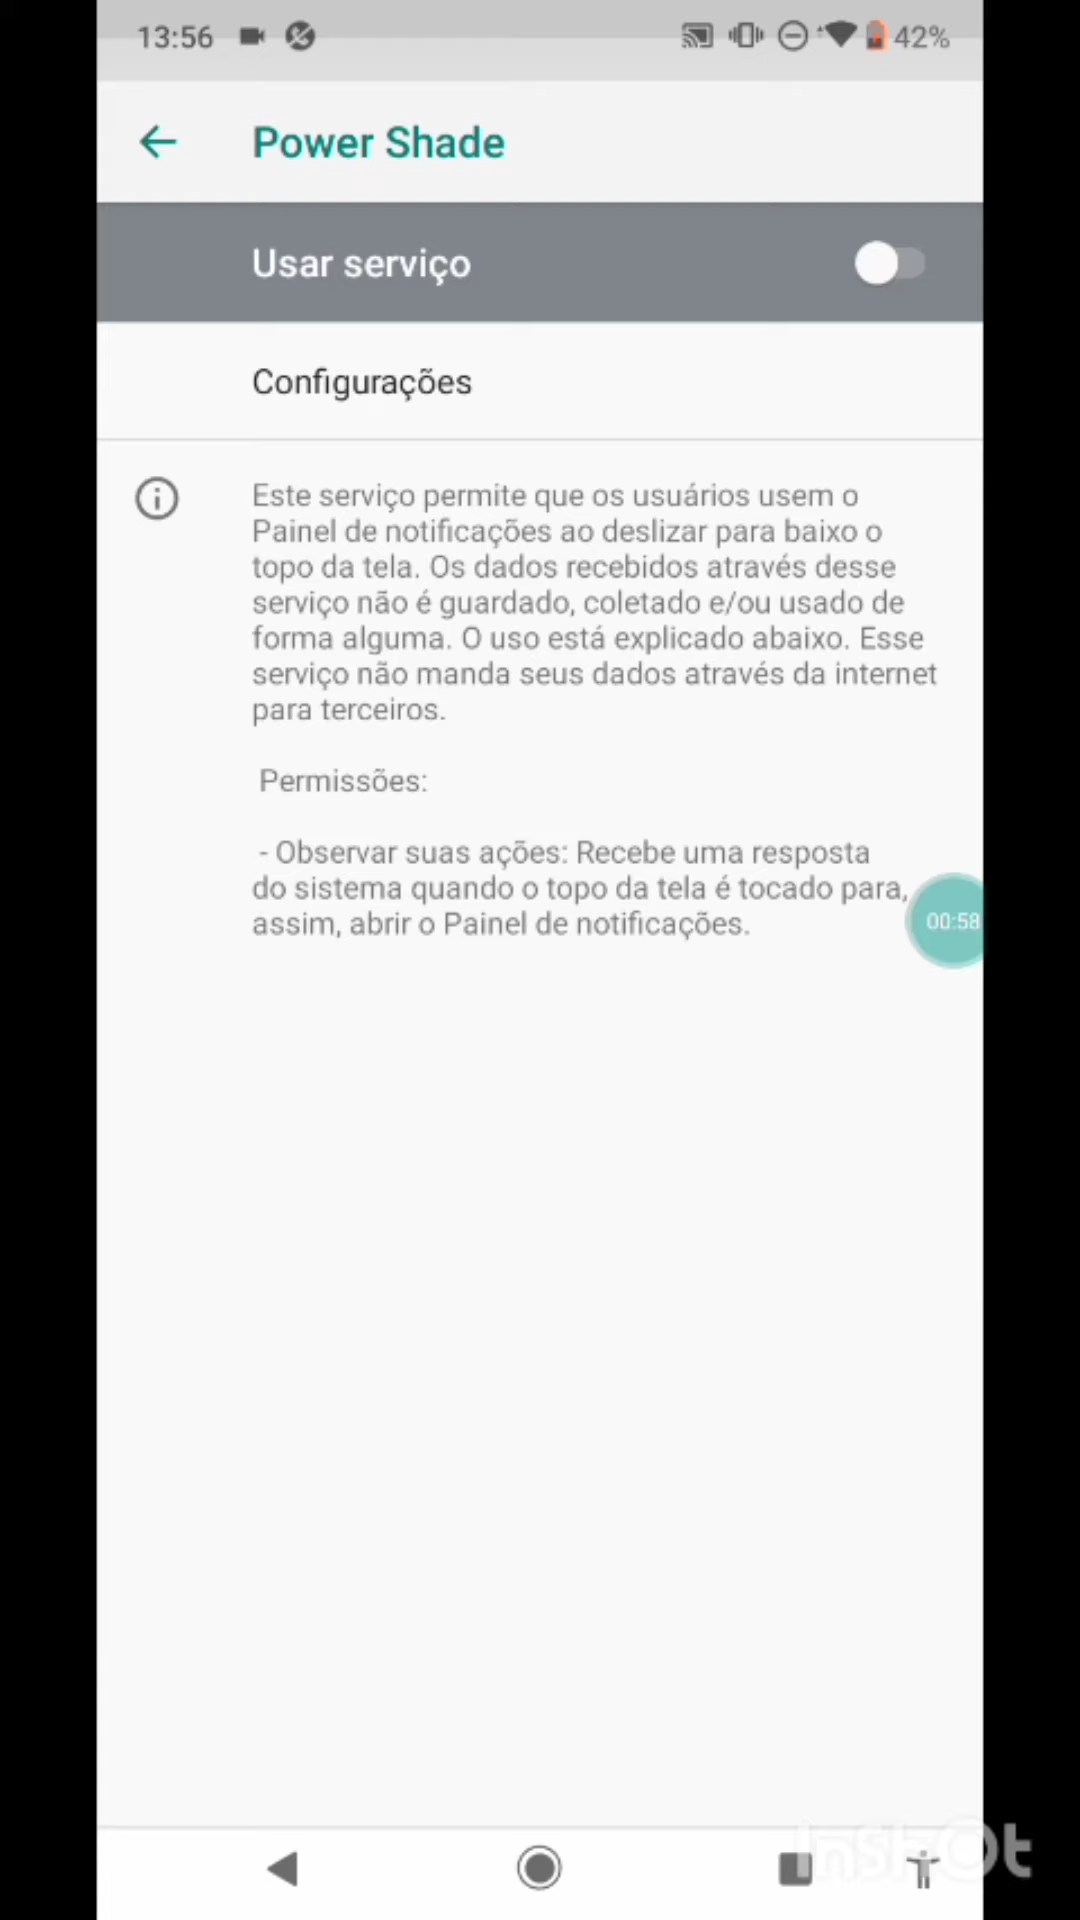 13:56 42%
Power Shade
Usar serviço
Configurações
Este serviço permite que os usuários usem o
Painel de notificações ao deslizar para baixo o
topo da tela. Os dados recebidos através desse
serviço não é guardado, coletado e/ou usado de
forma alguma. O uso está explicado abaixo. Esse
serviço não manda seus dados através da internet
para terceiros.
Permissões:
- Observar suas ações: Recebe uma resposta
do sistema quando o topo da tela é tocado para,
assim, abrir o Painel de notificações.
00:58
InShOt